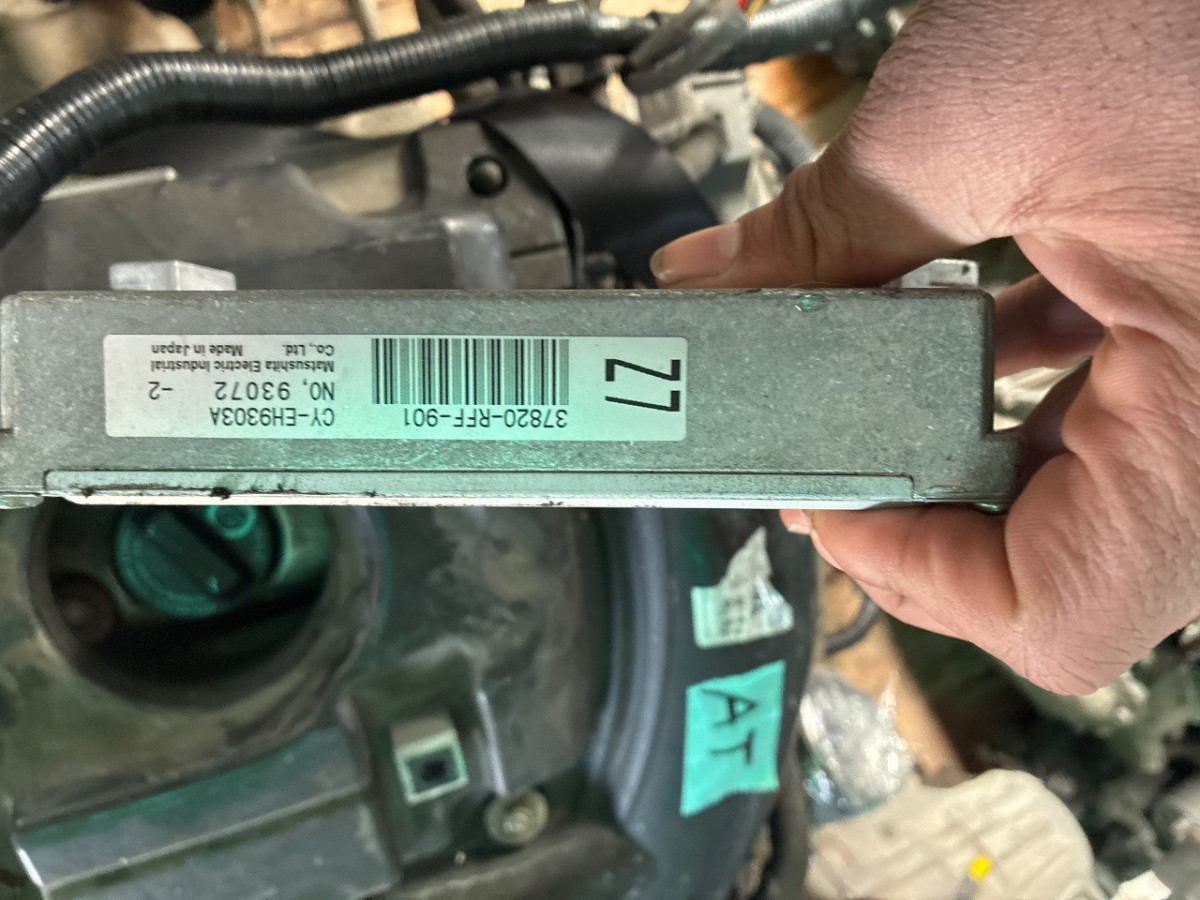 37820-RFF-901
CY-EH9303A
NO, 93072 -2
Matsushita Electric Industrial
Co., Ltd. Made in Japan
Z7
AT